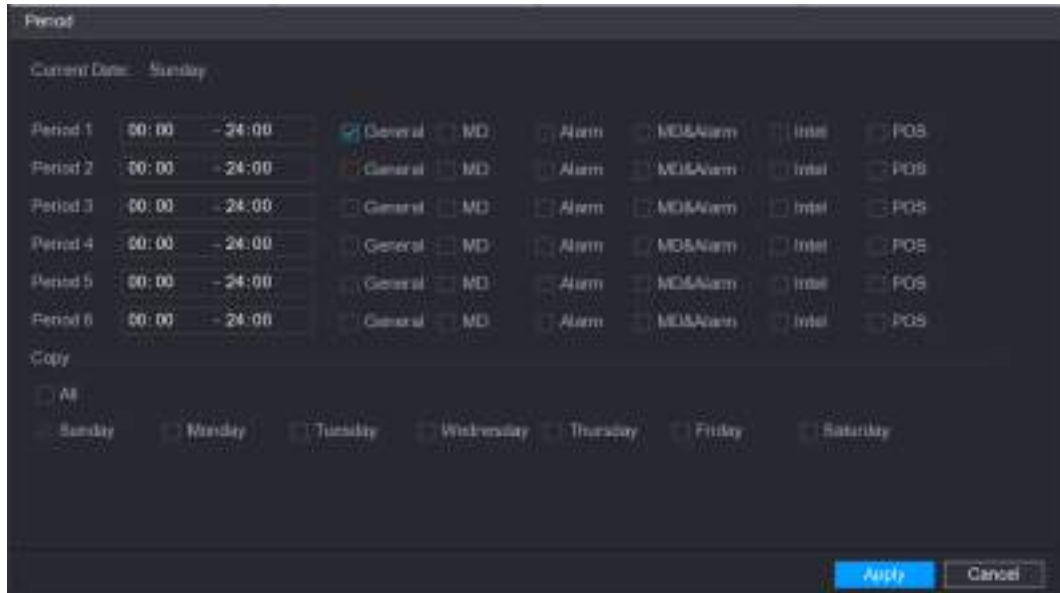 Period
Current Date: Sunday
Period 1 00:00 - 24:00 General MD Alarm MD&Alarm Intel POS
Period 2 00:00 - 24:00 General MD Alarm MD&Alarm Intel POS
Period 3 00:00 - 24:00 General MD Alarm MD&Alarm Intel POS
Period 4 00:00 - 24:00 General MD Alarm MD&Alarm Intel POS
Period 5 00:00 - 24:00 General MD Alarm MD&Alarm Intel POS
Period 6 00:00 - 24:00 General MD Alarm MD&Alarm Intel POS
Copy
All
Sunday Monday Tuesday Wednesday Thursday Friday Saturday
Apply Cancel